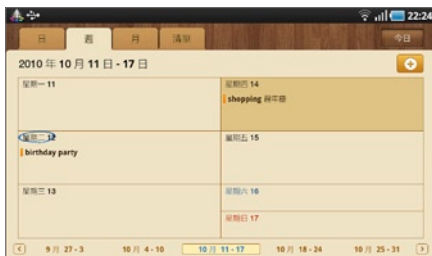 22:24
日 週 月 清單
今日
2010 年 10 月 11 日 - 17 日
星期一 11
星期四 14
shopping 週年慶
星期二 12
birthday party
星期五 15
星期三 13
星期六 16
星期日 17
9 月 27 - 3
10 月 4 - 10
10 月 11 - 17
10 月 18 - 24
10 月 25 - 31